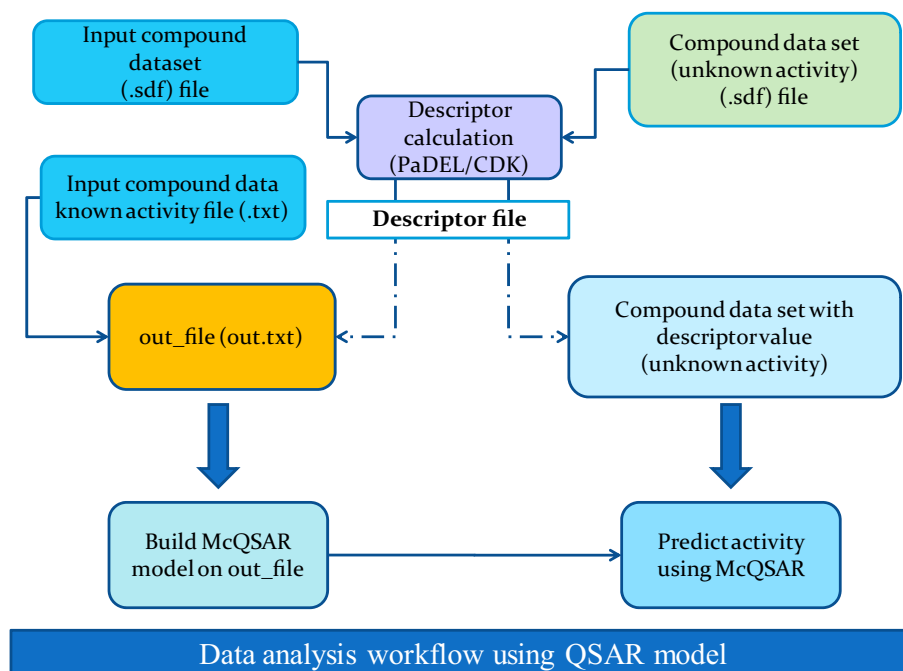 Input compound
dataset
(.sdf) file
Compound data set
(unknown activity)
(.sdf) file
Descriptor
calculation
(PaDEL/CDK)
Input compound data
known activity file (.txt)
Descriptor file
out_file (out.txt)
Compound data set with
descriptor value
(unknown activity)
Build McQSAR
model on out_file
Predict activity
using McQSAR
Data analysis workflow using QSAR model